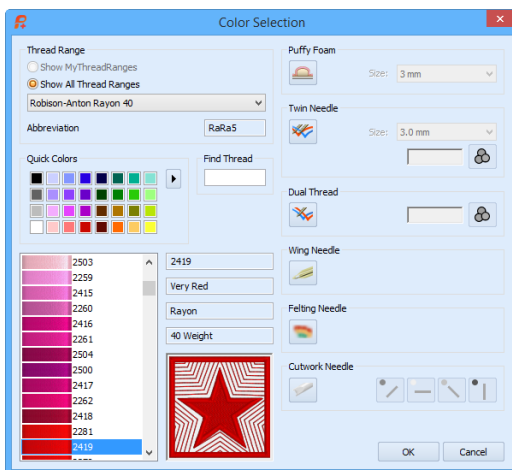 Color Selection
Thread Range
Show MyThreadRanges
Show All Thread Ranges
Robison-Anton Rayon 40
Abbreviation
RaRa5
Quick Colors
Find Thread
2503
2259
2415
2260
2416
2261
2504
2500
2417
2262
2418
2281
2419
2419
Very Red
Rayon
40 Weight
Puffy Foam
Size:
3 mm
Twin Needle
Size:
3.0 mm
Dual Thread
Wing Needle
Felting Needle
Cutwork Needle
OK
Cancel